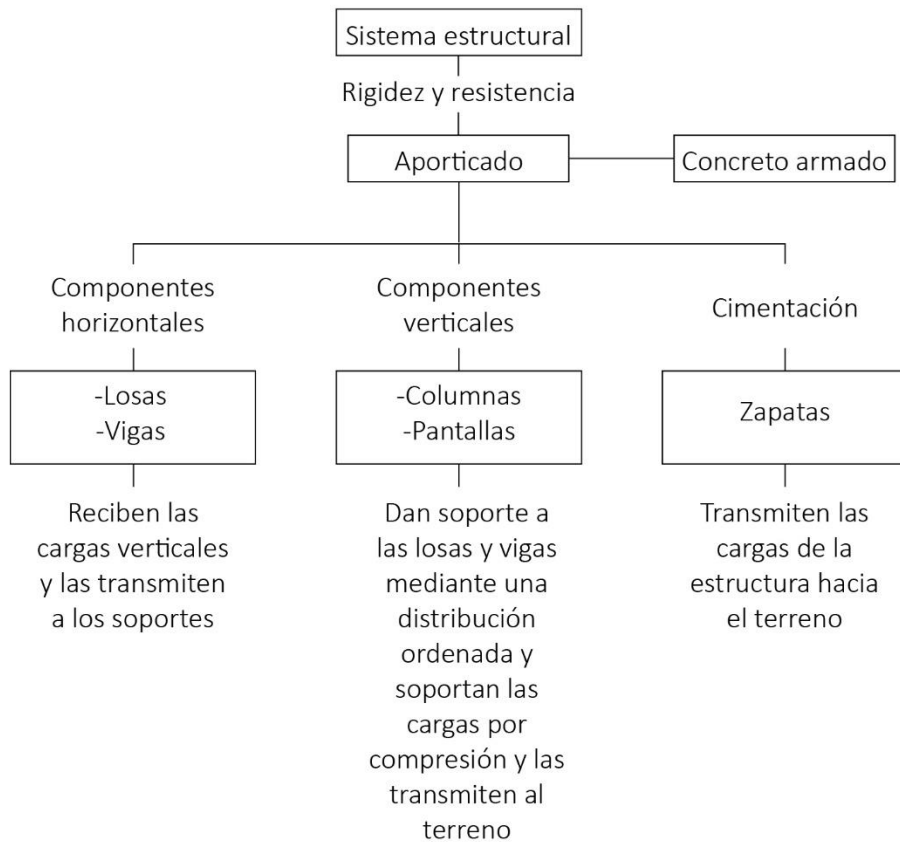 Sistema estructural
Rigidez y resistencia
Aporticado
Concreto armado
Componentes
horizontales
-Losas
-Vigas
Reciben las
cargas verticales
y las transmiten
a los soportes
Componentes
verticales
-Columnas
-Pantallas
Dan soporte a
las losas y vigas
mediante una
distribución
ordenada y
soportan las
cargas por
compresión y las
transmiten al
terreno
Cimentación
Zapatas
Transmiten las
cargas de la
estructura hacia
el terreno